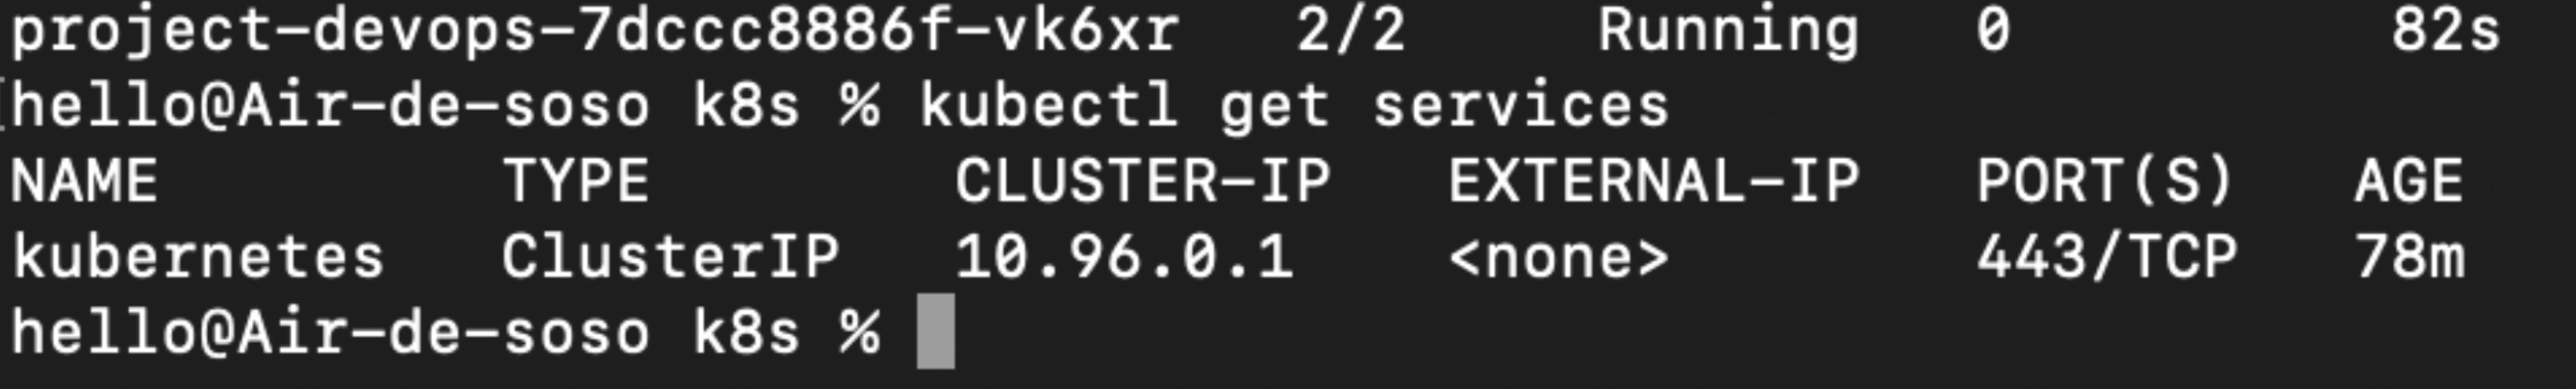 project-devops-7dccc8886f-vk6xr   2/2     Running   0          82s
hello@Air-de-soso k8s % kubectl get services
NAME         TYPE        CLUSTER-IP   EXTERNAL-IP   PORT(S)   AGE
kubernetes   ClusterIP   10.96.0.1    <none>        443/TCP   78m
hello@Air-de-soso k8s %